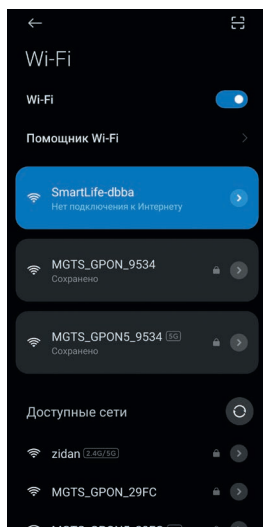 Wi-Fi
Wi-Fi
Помощник Wi-Fi
SmartLife-dbba
Нет подключения к Интернету
MGTS_GPON_9534
Сохранено
MGTS_GPON5_9534 5G
Сохранено
Доступные сети
zidan 2.4G/5G
MGTS_GPON_29FC